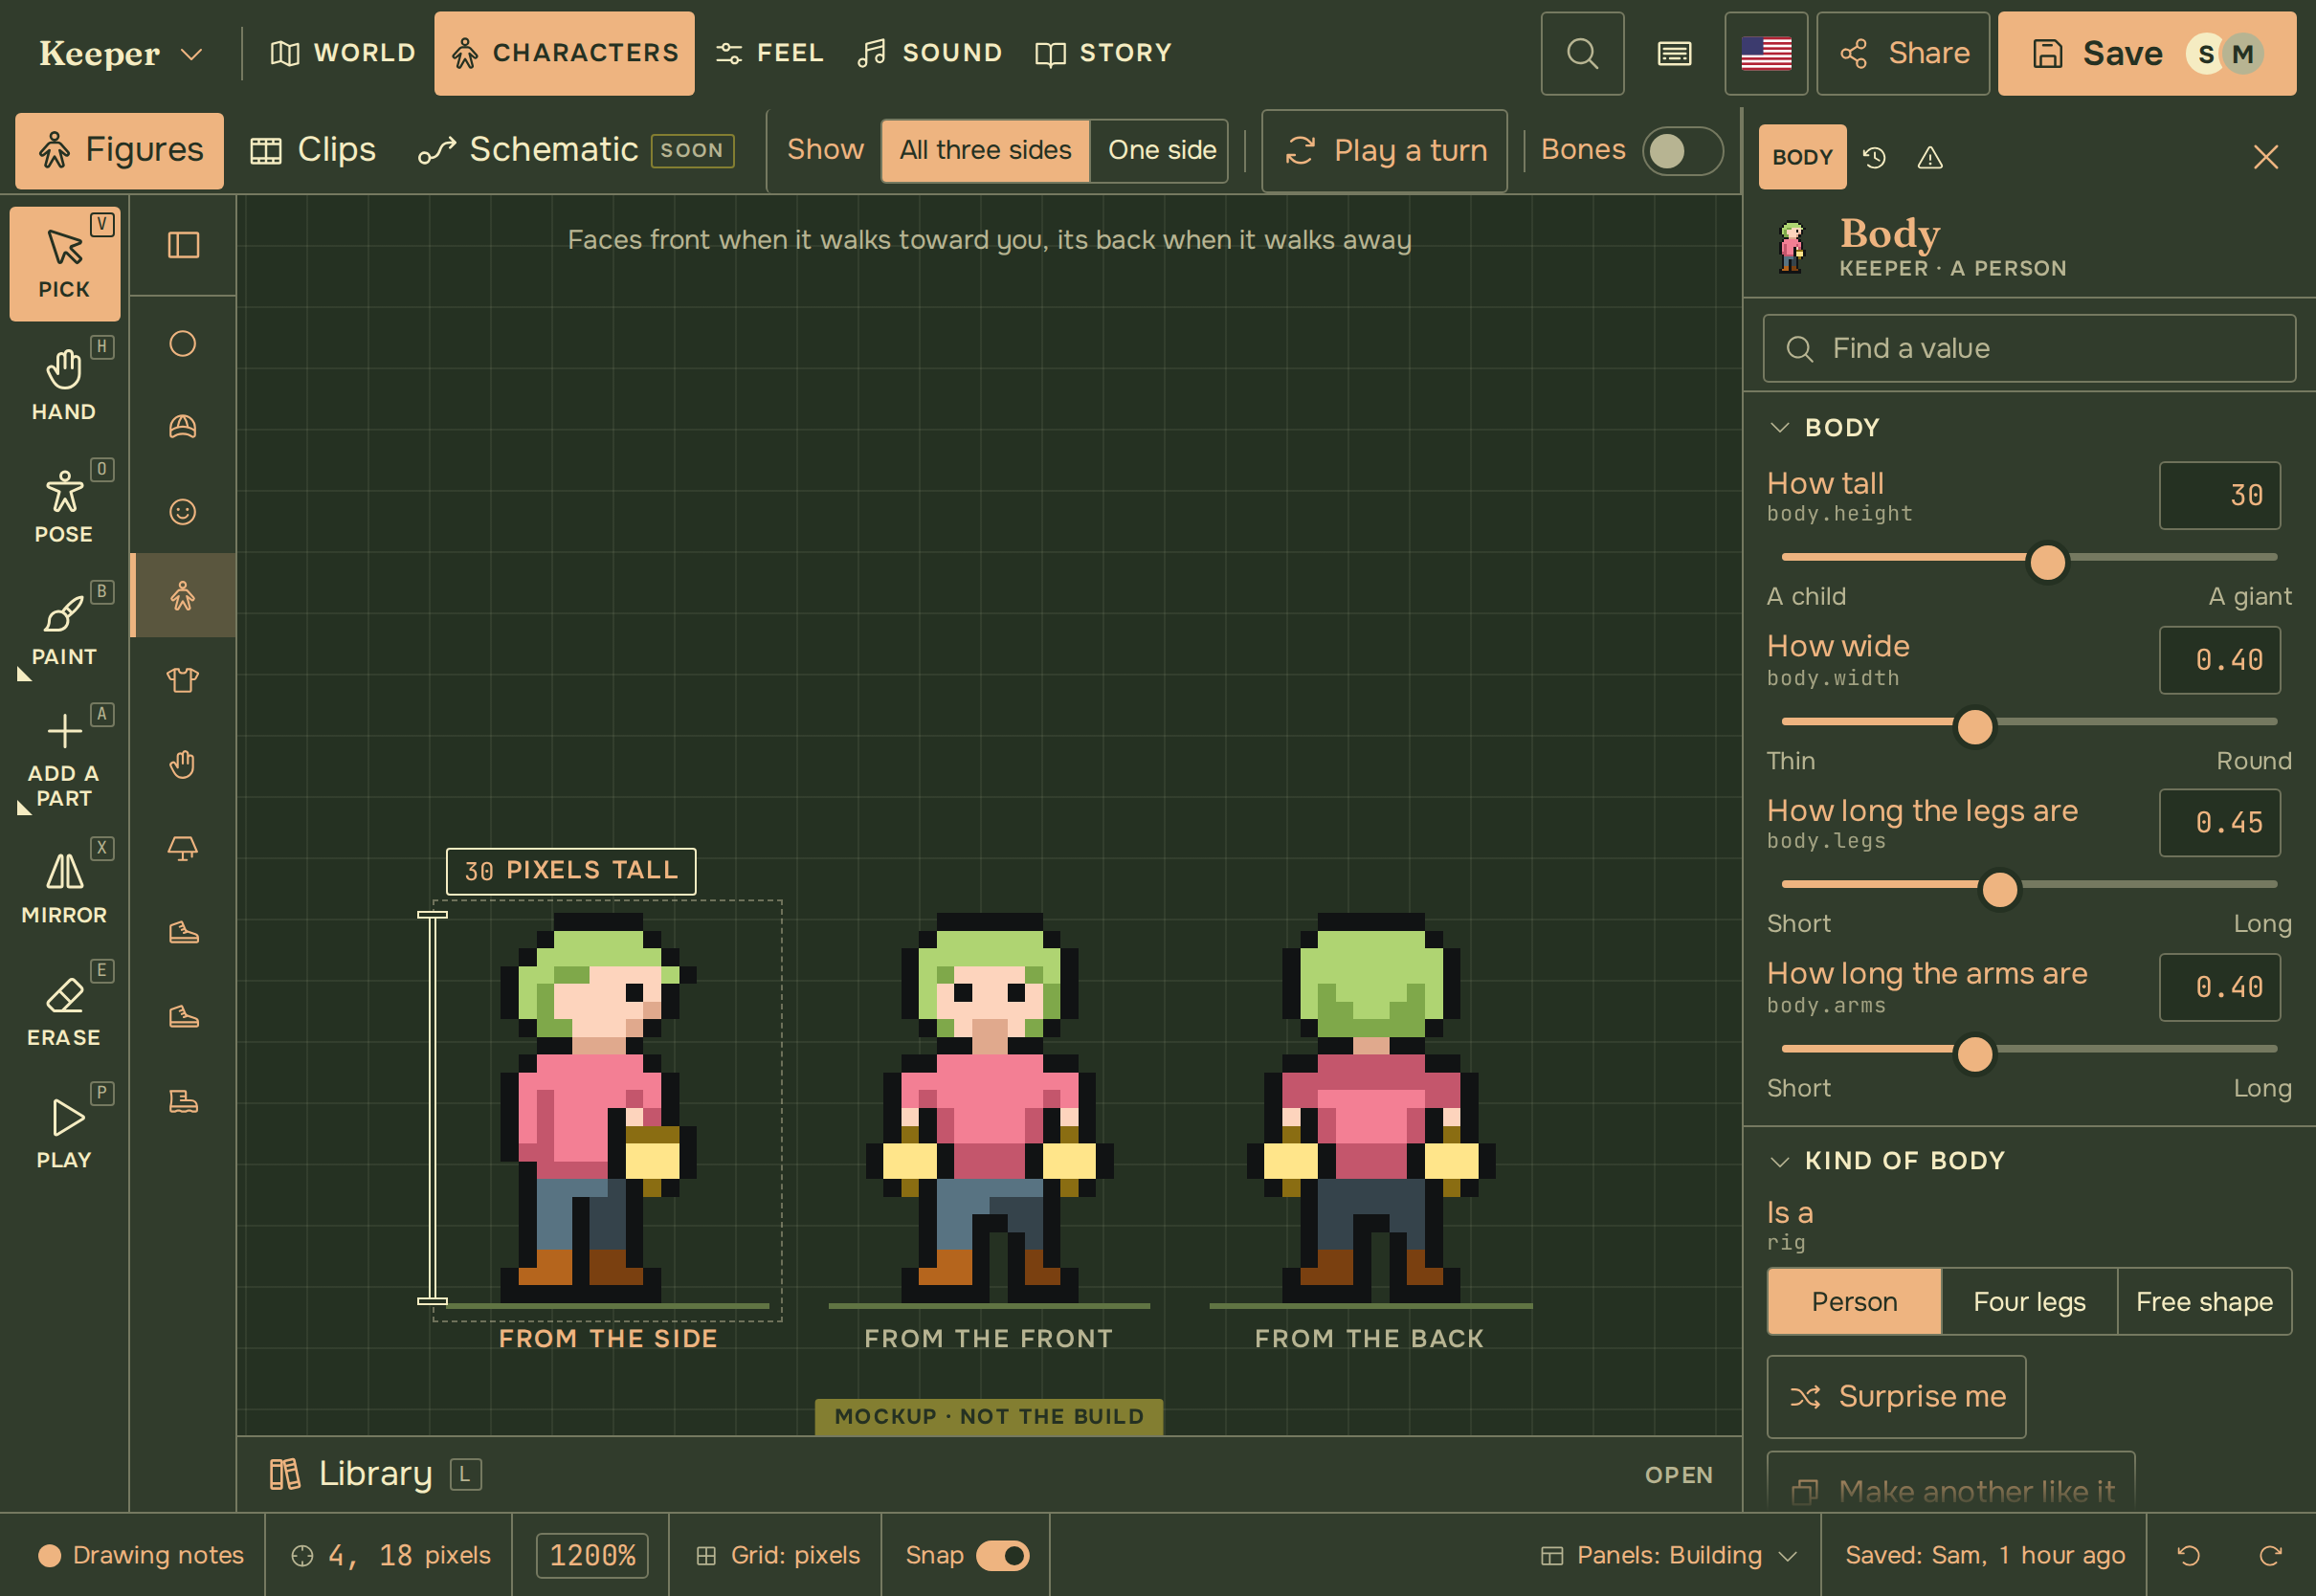 Keeper
WORLD
CHARACTERS
FEEL
SOUND
STORY
Share
Save
S
M
Figures
Clips
Schematic
SOON
Show
All three sides
One side
Play a turn
Bones
BODY
V
PICK
H
HAND
O
POSE
B
PAINT
A
ADD A
PART
X
MIRROR
E
ERASE
P
PLAY
Faces front when it walks toward you, its back when it walks away
30 PIXELS TALL
FROM THE SIDE
FROM THE FRONT
FROM THE BACK
MOCKUP · NOT THE BUILD
Library
L
OPEN
Body
KEEPER · A PERSON
Find a value
BODY
How tall
body.height
30
A child
A giant
How wide
body.width
0.40
Thin
Round
How long the legs are
body.legs
0.45
Short
Long
How long the arms are
body.arms
0.40
Short
Long
KIND OF BODY
Is a
rig
Person
Four legs
Free shape
Surprise me
Make another like it
Drawing notes
4, 18 pixels
1200%
Grid: pixels
Snap
Panels: Building
Saved: Sam, 1 hour ago